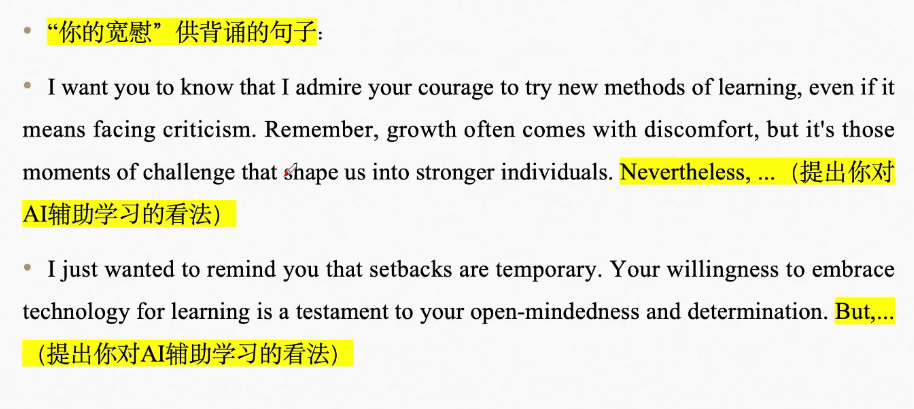 • “你的宽慰”供背诵的句子：
• I want you to know that I admire your courage to try new methods of learning, even if it
means facing criticism. Remember, growth often comes with discomfort, but it's those
moments of challenge that shape us into stronger individuals. Nevertheless, ...（提出你对
AI辅助学习的看法）
• I just wanted to remind you that setbacks are temporary. Your willingness to embrace
technology for learning is a testament to your open-mindedness and determination. But,...
（提出你对AI辅助学习的看法）